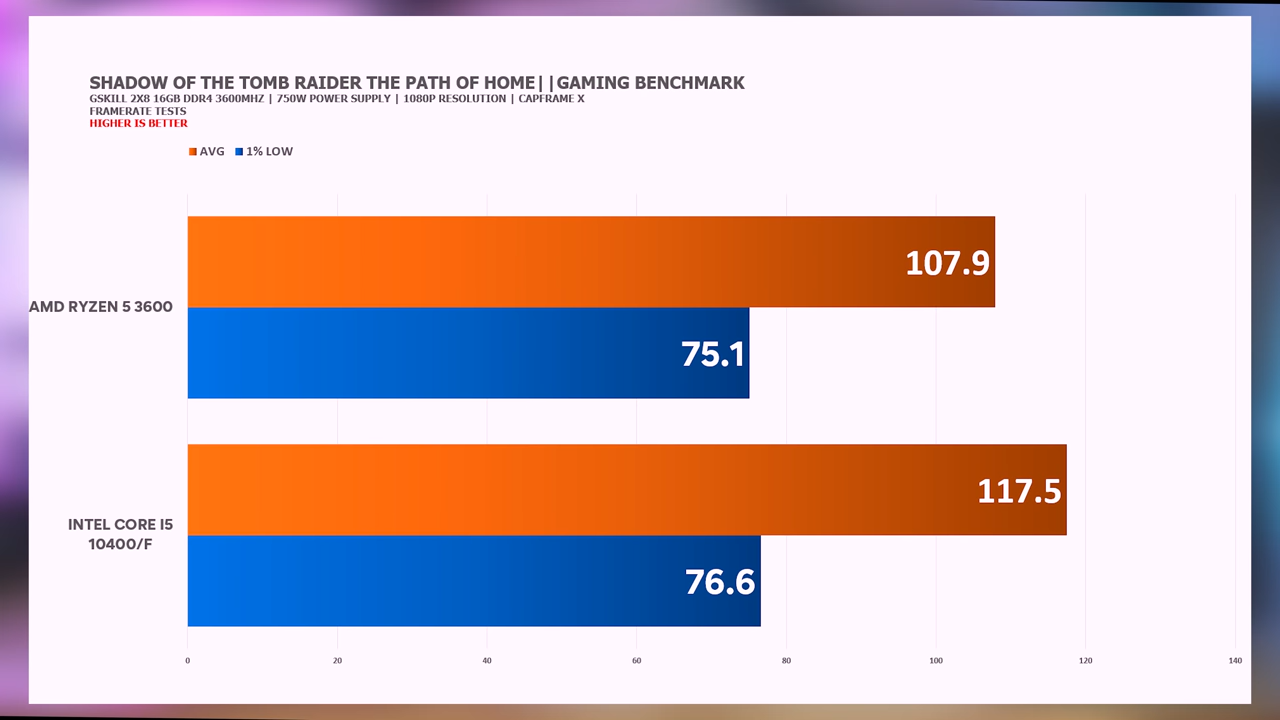 SHADOW OF THE TOMB RAIDER THE PATH OF HOME||GAMING BENCHMARK
GSKILL 2X8 16GB DDR4 3600MHZ | 750W POWER SUPPLY | 1080P RESOLUTION | CAPFRAME X
FRAMERATE TESTS
HIGHER IS BETTER
AVG 1% LOW
107.9
AMD RYZEN 5 3600
75.1
117.5
INTEL CORE I5
10400/F
76.6
0 20 40 60 80 100 120 140